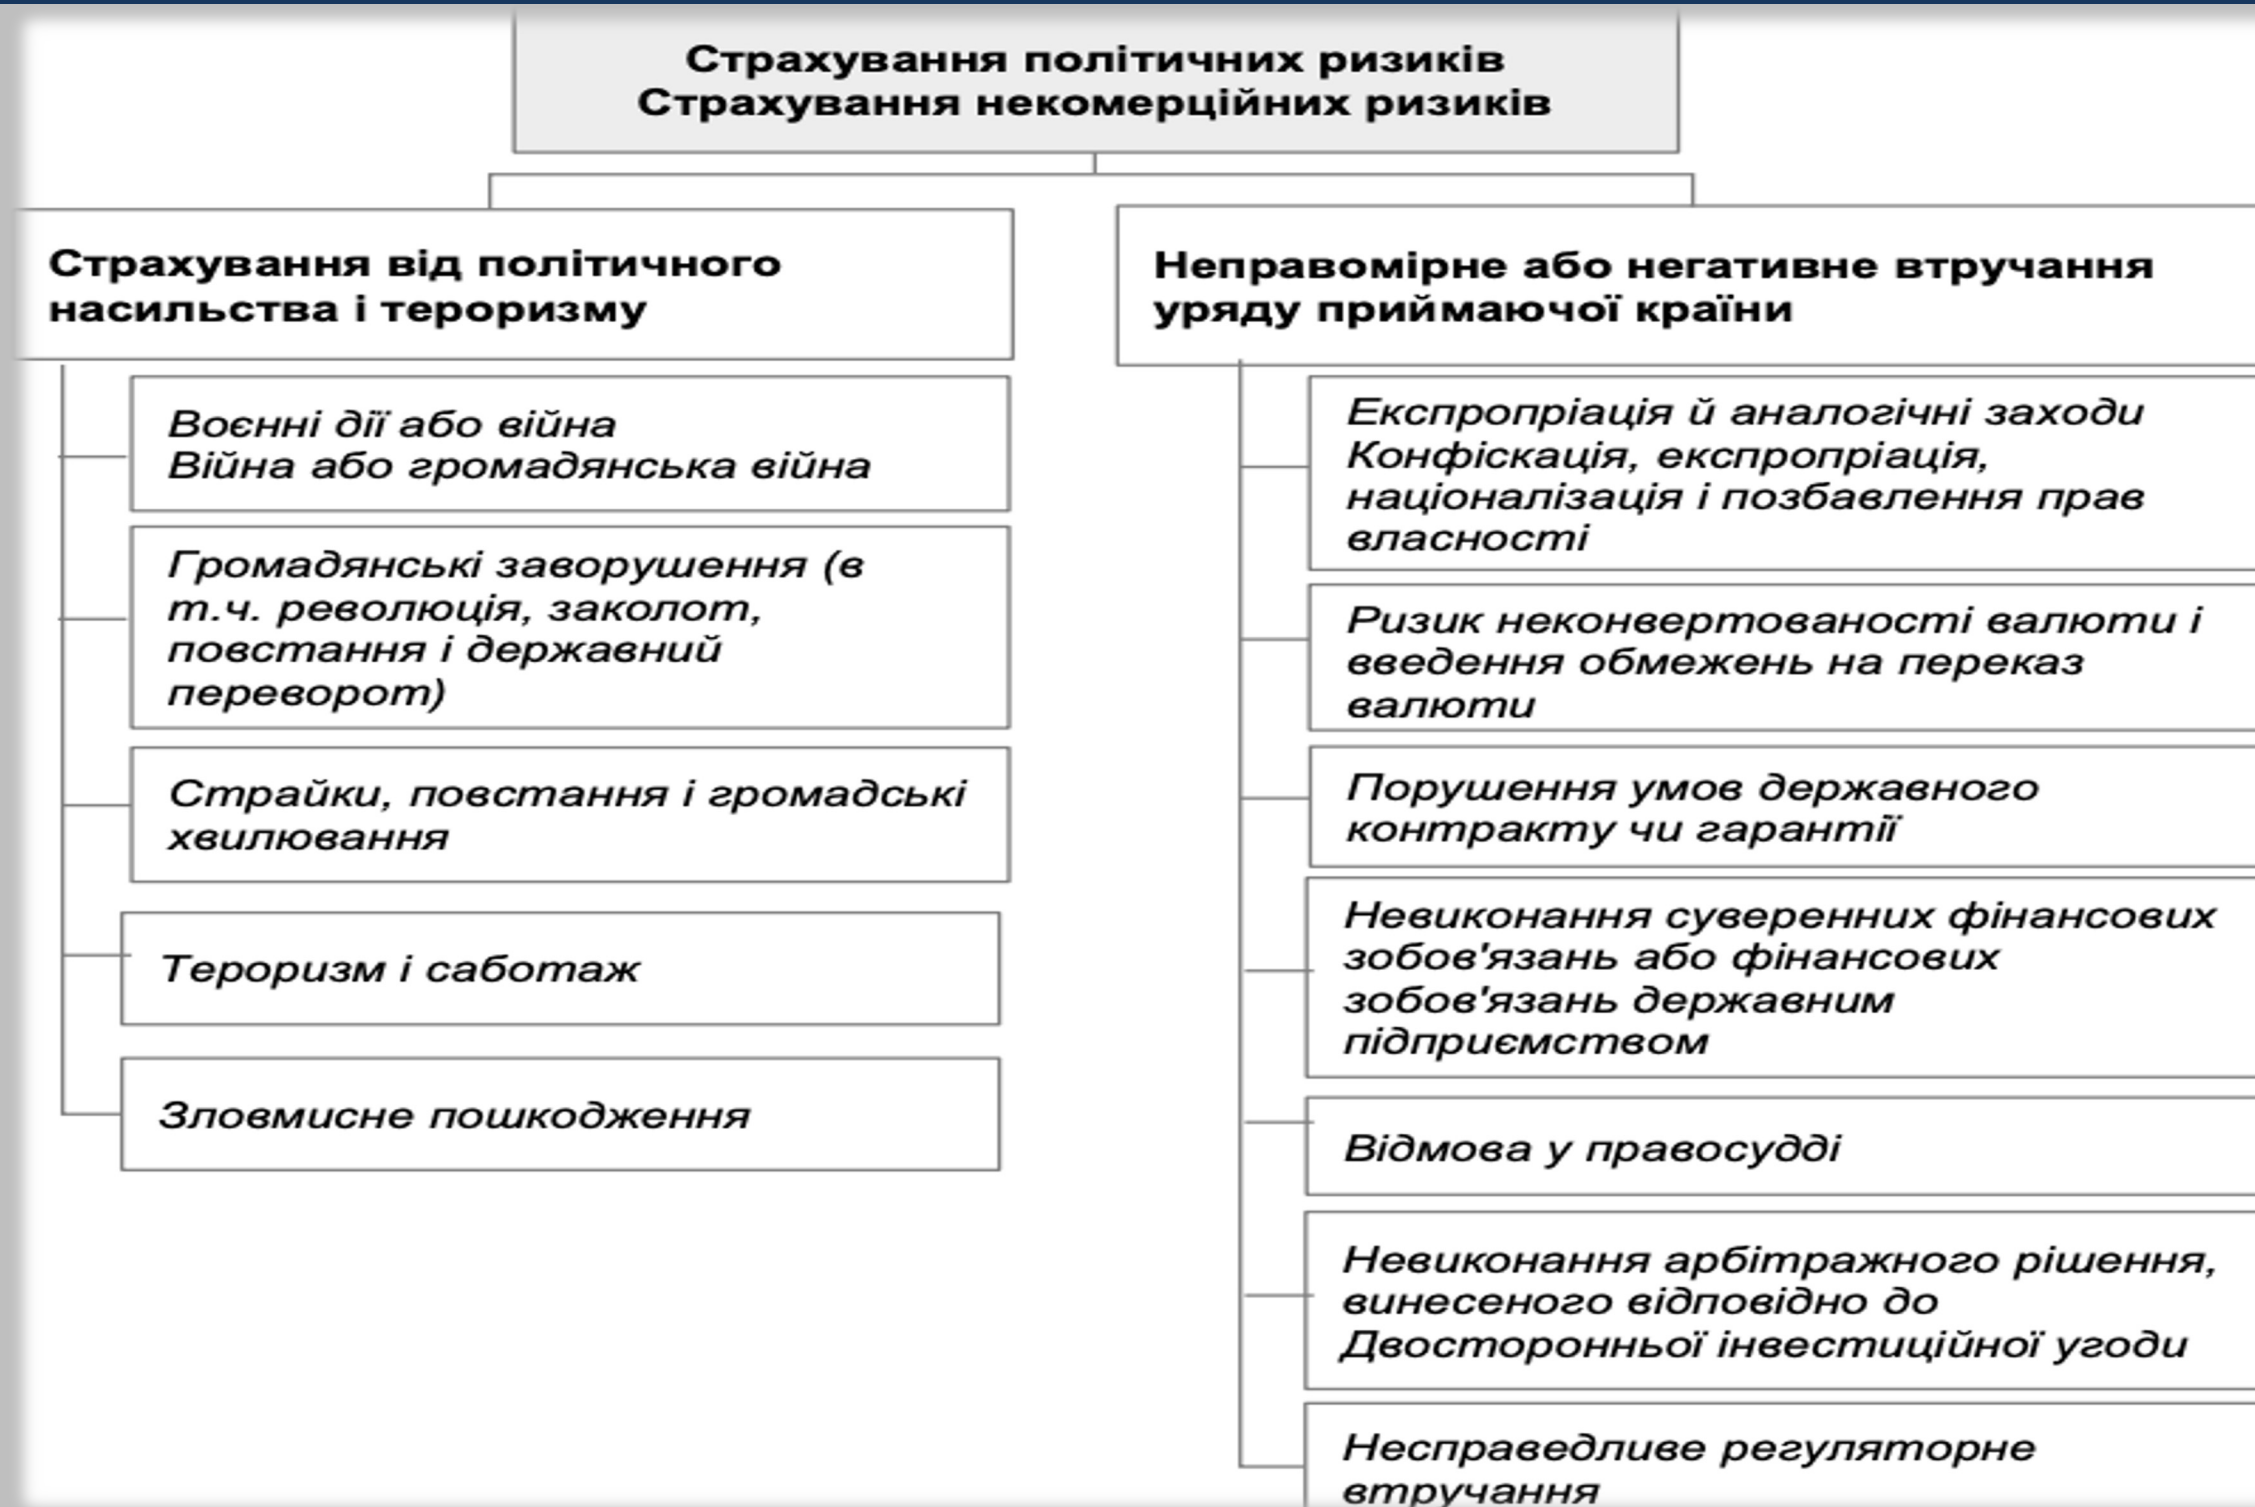 Страхування політичних ризиків
Страхування некомерційних ризиків
Страхування від політичного
насильства і тероризму
Воєнні дії або війна
Війна або громадянська війна
Громадянські заворушення (в
т.ч. революція, заколот,
повстання і державний
переворот)
Страйки, повстання і громадські
хвилювання
Тероризм і саботаж
Зловмисне пошкодження
Неправомірне або негативне втручання
уряду приймаючої країни
Експропріація й аналогічні заходи
Конфіскація, експропріація,
націоналізація і позбавлення прав
власності
Ризик неконвертованості валюти і
введення обмежень на переказ
валюти
Порушення умов державного
контракту чи гарантії
Невиконання суверенних фінансових
зобов'язань або фінансових
зобов'язань державним
підприємством
Відмова у правосудді
Невиконання арбітражного рішення,
винесеного відповідно до
Двосторонньої інвестиційної угоди
Несправедливе регуляторне
втручання